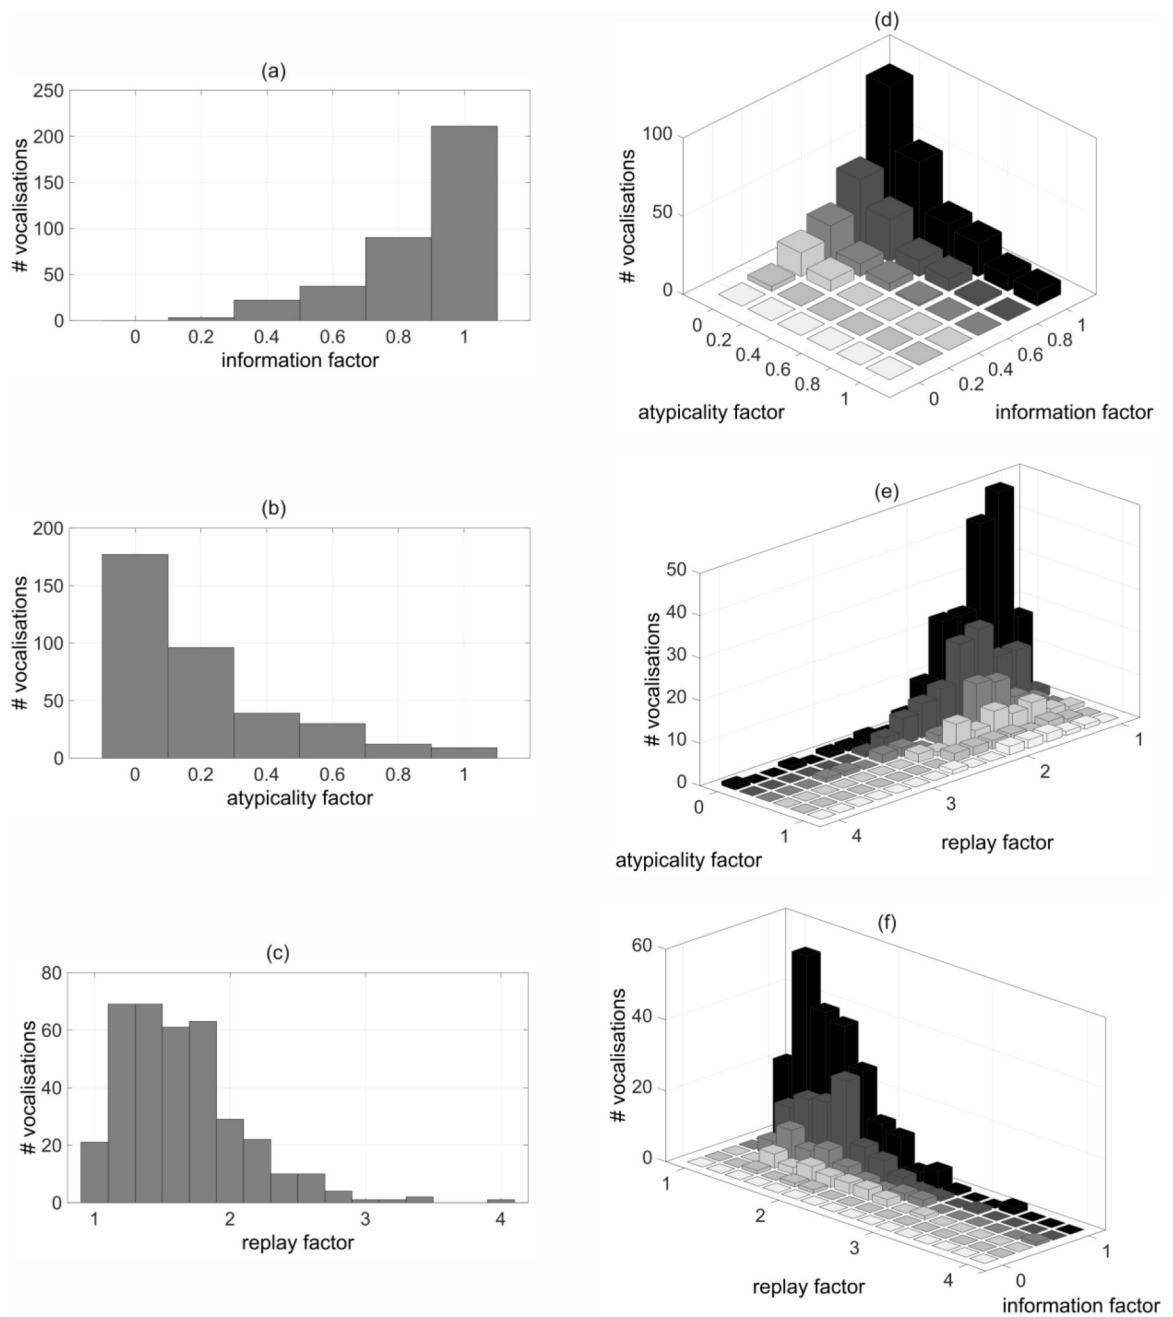 (a)
250
200
150
100
50
0
# vocalisations
0 0.2 0.4 0.6 0.8 1
information factor
(b)
200
150
100
50
0
# vocalisations
0 0.2 0.4 0.6 0.8 1
atypicality factor
(c)
80
60
40
20
0
# vocalisations
1 2 3 4
replay factor
(d)
100
50
0
# vocalisations
0 0.2 0.4 0.6 0.8 1
atypicality factor
0 0.2 0.4 0.6 0.8 1
information factor
(e)
50
40
30
20
10
0
# vocalisations
0 1
atypicality factor
4 3 2 1
replay factor
(f)
60
40
20
0
# vocalisations
1 2 3 4
replay factor
0 1
information factor